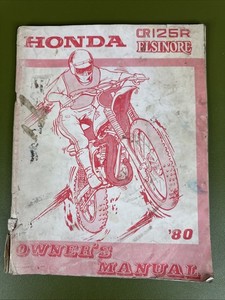 HONDA
CR125R
ELSINORE
'80
OWNER'S
MANUAL